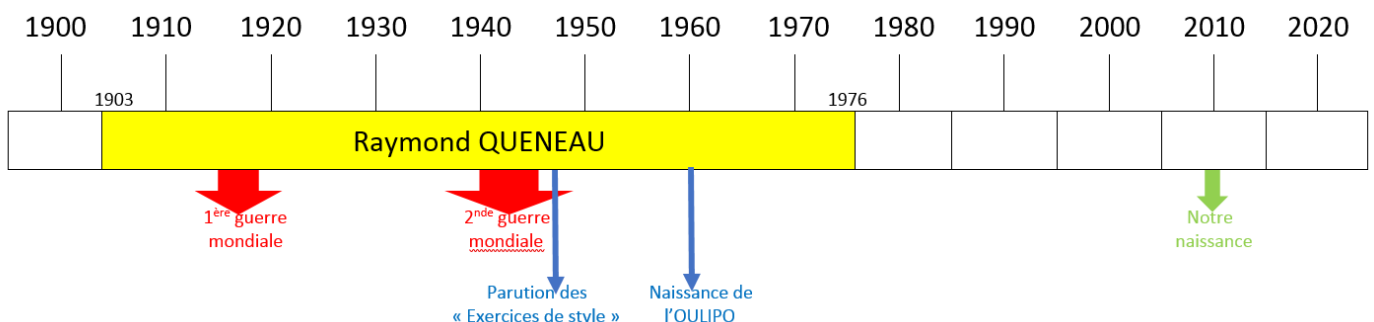 1900 1910 1920 1930 1940 1950 1960 1970 1980 1990 2000 2010 2020
1903 1976
Raymond QUENEAU
1ère guerre
mondiale
2nde guerre
mondiale
Notre
naissance
Parution des
« Exercices de style »
Naissance de
l'OULIPO